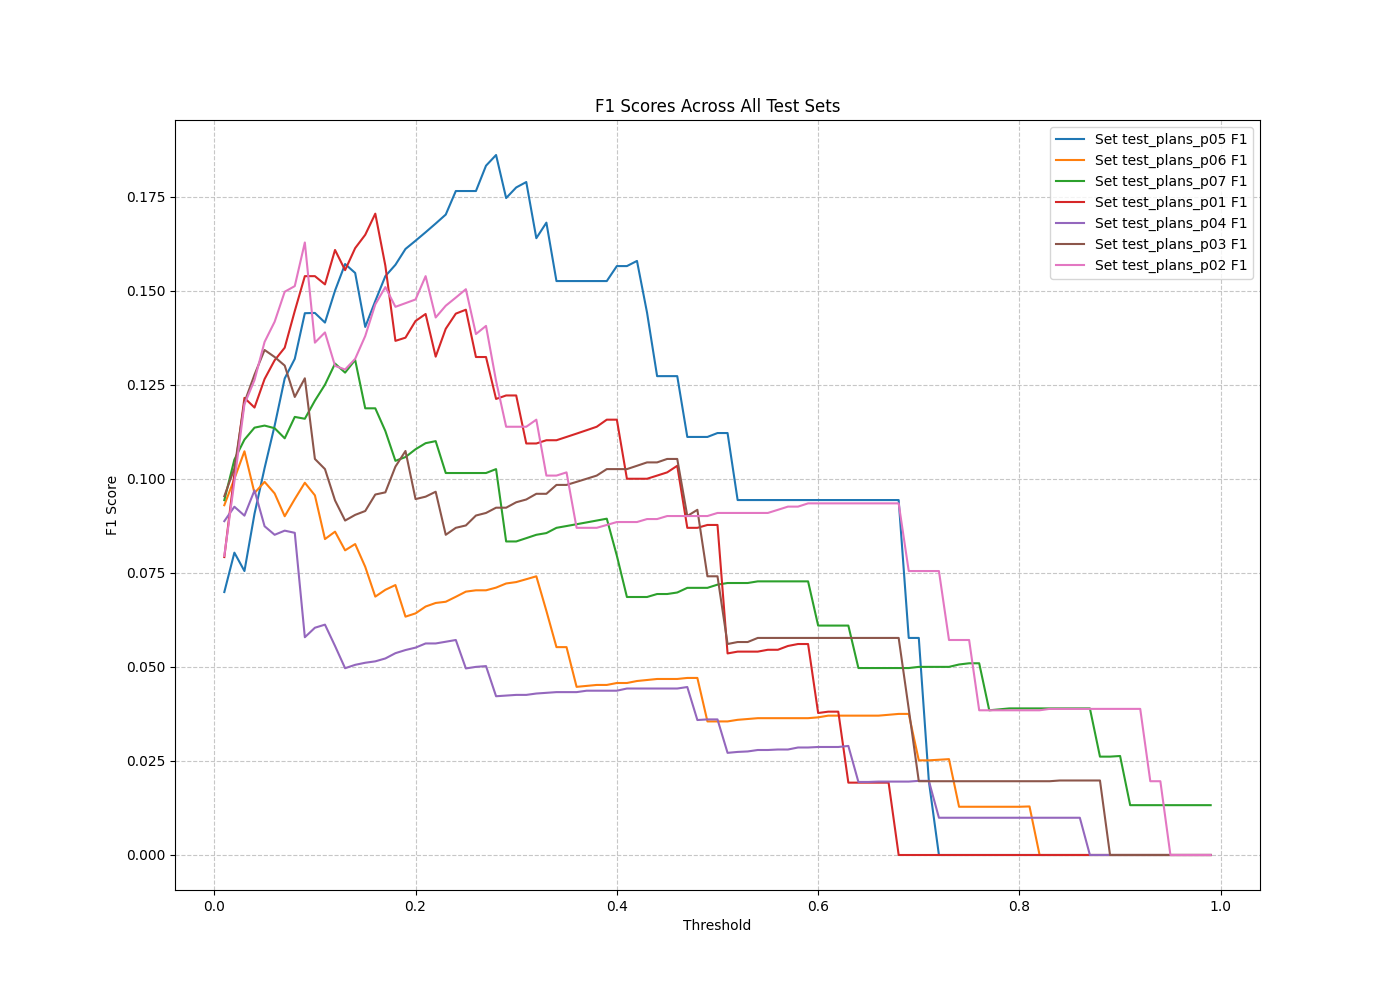 F1 Scores Across All Test Sets
Set test_plans_p05 F1
Set test_plans_p06 F1
Set test_plans_p07 F1
Set test_plans_p01 F1
Set test_plans_p04 F1
Set test_plans_p03 F1
Set test_plans_p02 F1
F1 Score
0.175
0.150
0.125
0.100
0.075
0.050
0.025
0.000
0.0 0.2 0.4 0.6 0.8 1.0
Threshold